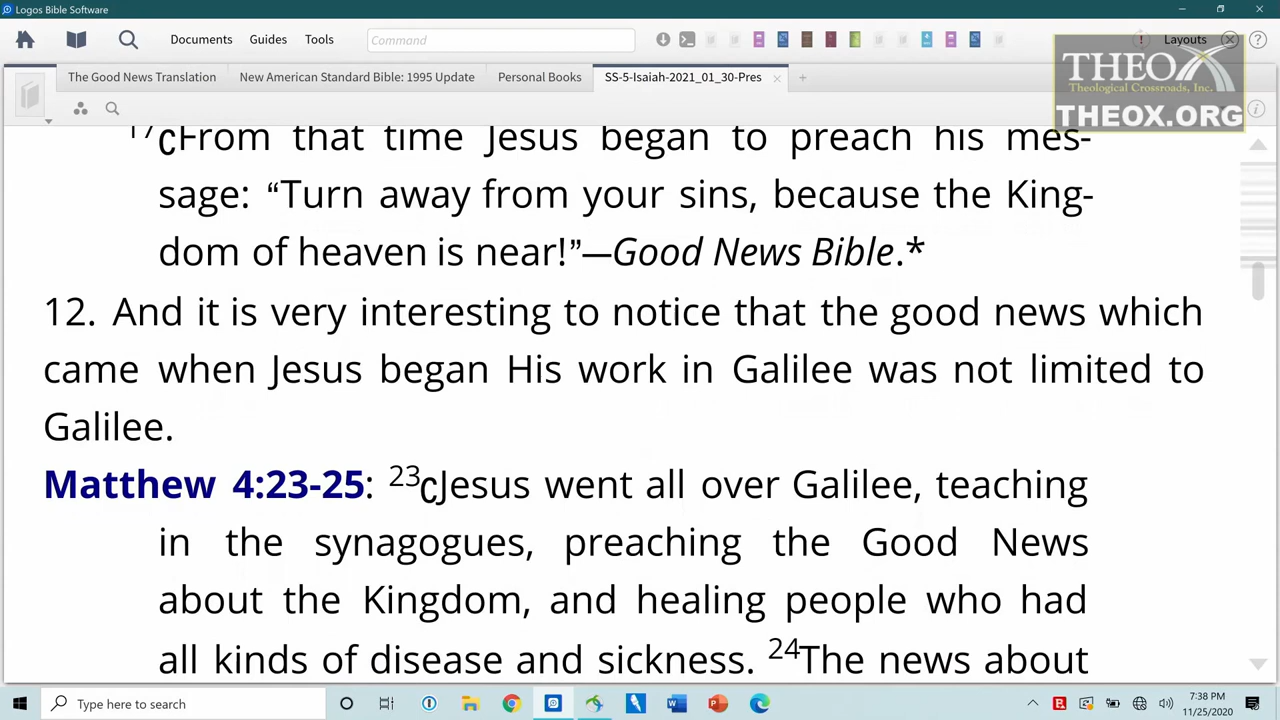 Logos Bible Software
Documents Guides Tools Command Layouts
THEOX
Theological Crossroads, Inc.
THEOX.ORG
The Good News Translation New American Standard Bible: 1995 Update Personal Books SS-5-Isaiah-2021_01_30-Pres
17 çFrom that time Jesus began to preach his mes-
sage: “Turn away from your sins, because the King-
dom of heaven is near!”—Good News Bible.*
12. And it is very interesting to notice that the good news which
came when Jesus began His work in Galilee was not limited to
Galilee.
Matthew 4:23-25: 23çJesus went all over Galilee, teaching
in the synagogues, preaching the Good News
about the Kingdom, and healing people who had
all kinds of disease and sickness. 24The news about
Type here to search
7:38 PM
11/25/2020